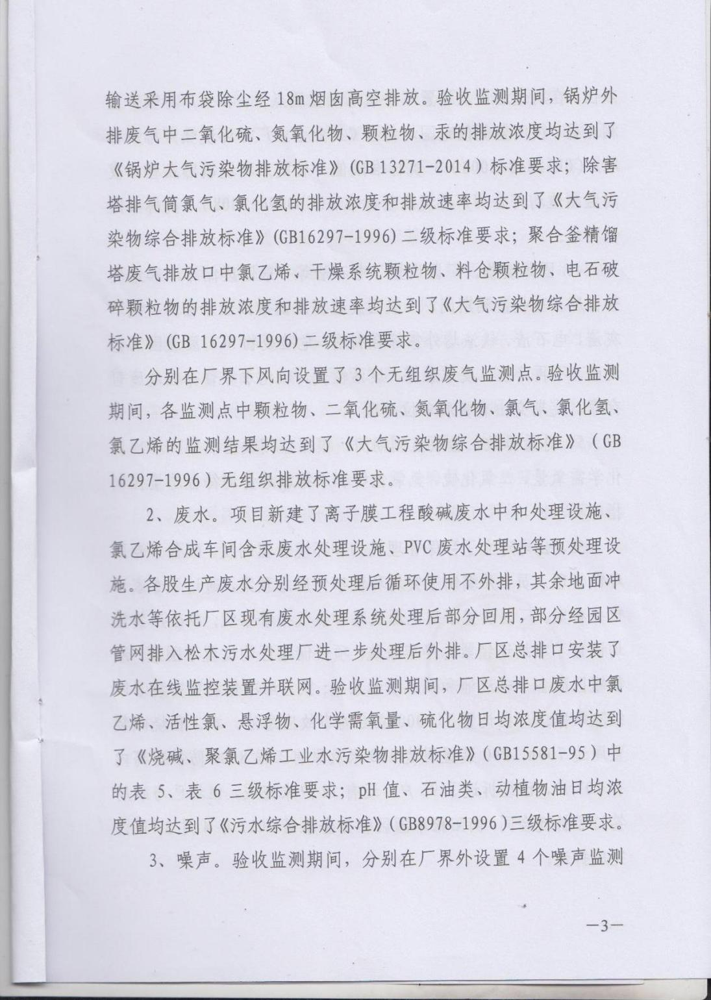 输送采用布袋除尘经 18m 烟囱高空排放。验收监测期间，锅炉外
排废气中二氧化硫、氮氧化物、颗粒物、汞的排放浓度均达到了
《锅炉大气污染物排放标准》(GB 13271-2014）标准要求；除害
塔排气筒氯气、氯化氢的排放浓度和排放速率均达到了《大气污
染物综合排放标准》(GB16297-1996)二级标准要求；聚合釜精馏
塔废气排放口中氯乙烯、干燥系统颗粒物、料仓颗粒物、电石破
碎颗粒物的排放浓度和排放速率均达到了《大气污染物综合排放
标准》(GB 16297-1996)二级标准要求。
分别在厂界下风向设置了 3 个无组织废气监测点。验收监测
期间，各监测点中颗粒物、二氧化硫、氮氧化物、氯气、氯化氢、
氯乙烯的监测结果均达到了《大气污染物综合排放标准》（GB
16297-1996）无组织排放标准要求。
2、废水。项目新建了离子膜工程酸碱废水中和处理设施、
氯乙烯合成车间含汞废水处理设施、PVC 废水处理站等预处理设
施。各股生产废水分别经预处理后循环使用不外排，其余地面冲
洗水等依托厂区现有废水处理系统处理后部分回用，部分经园区
管网排入松木污水处理厂进一步处理后外排。厂区总排口安装了
废水在线监控装置并联网。验收监测期间，厂区总排口废水中氯
乙烯、活性氯、悬浮物、化学需氧量、硫化物日均浓度值均达到
了《烧碱、聚氯乙烯工业水污染物排放标准》（GB15581-95）中
的表 5、表 6 三级标准要求；pH 值、石油类、动植物油日均浓
度值均达到了《污水综合排放标准》（GB8978-1996)三级标准要求。
3、噪声。验收监测期间，分别在厂界外设置 4 个噪声监测
—3—